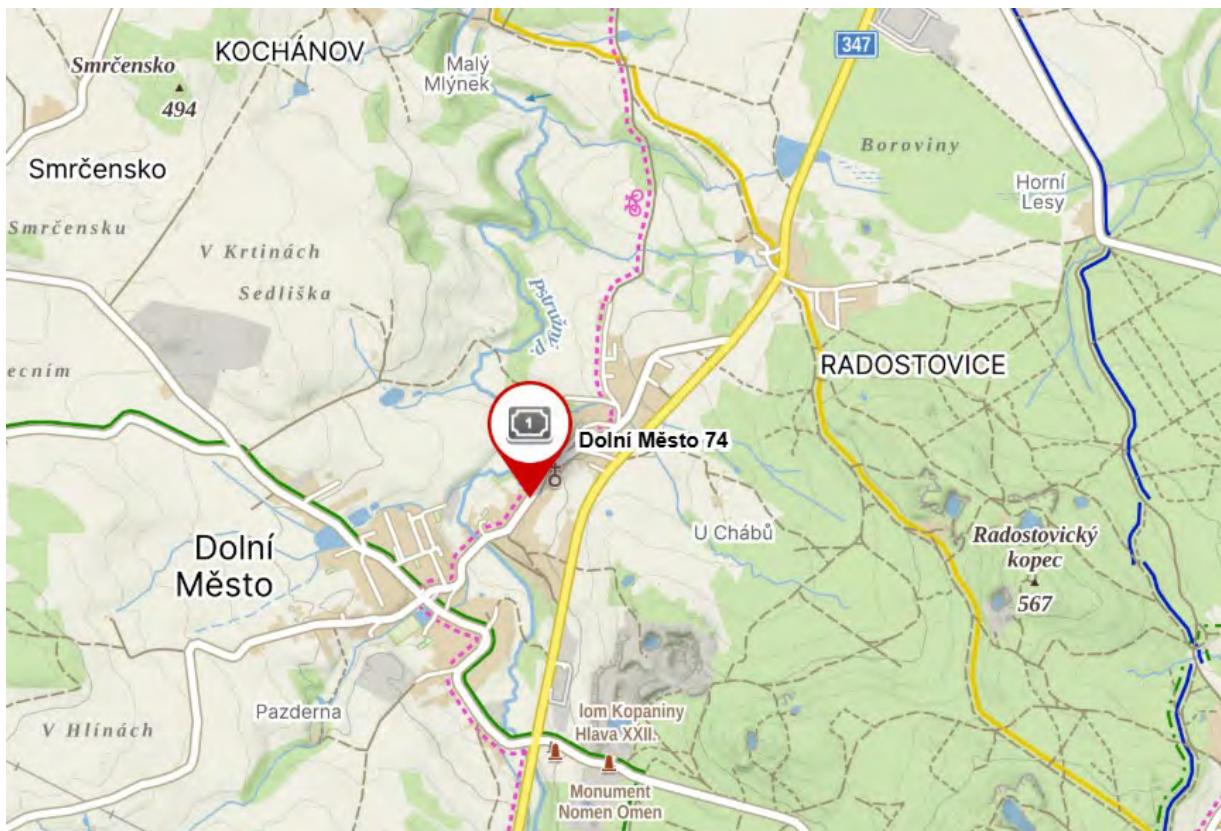 KOCHÁNOV
Smrčensko
494
Malý
Mlýnek
347
Boroviny
Smrčensko
Horní
Lesy
Smrčensku
V Krtinách
Sedliška
Pstružný p.
ecním
RADOSTOVICE
1
Dolní Město 74
U Chábů
Radostovický
kopec
567
Dolní
Město
Pazderna
V Hlínách
lom Kopaniny
Hlava XXII.
Monument
Nomen Omen